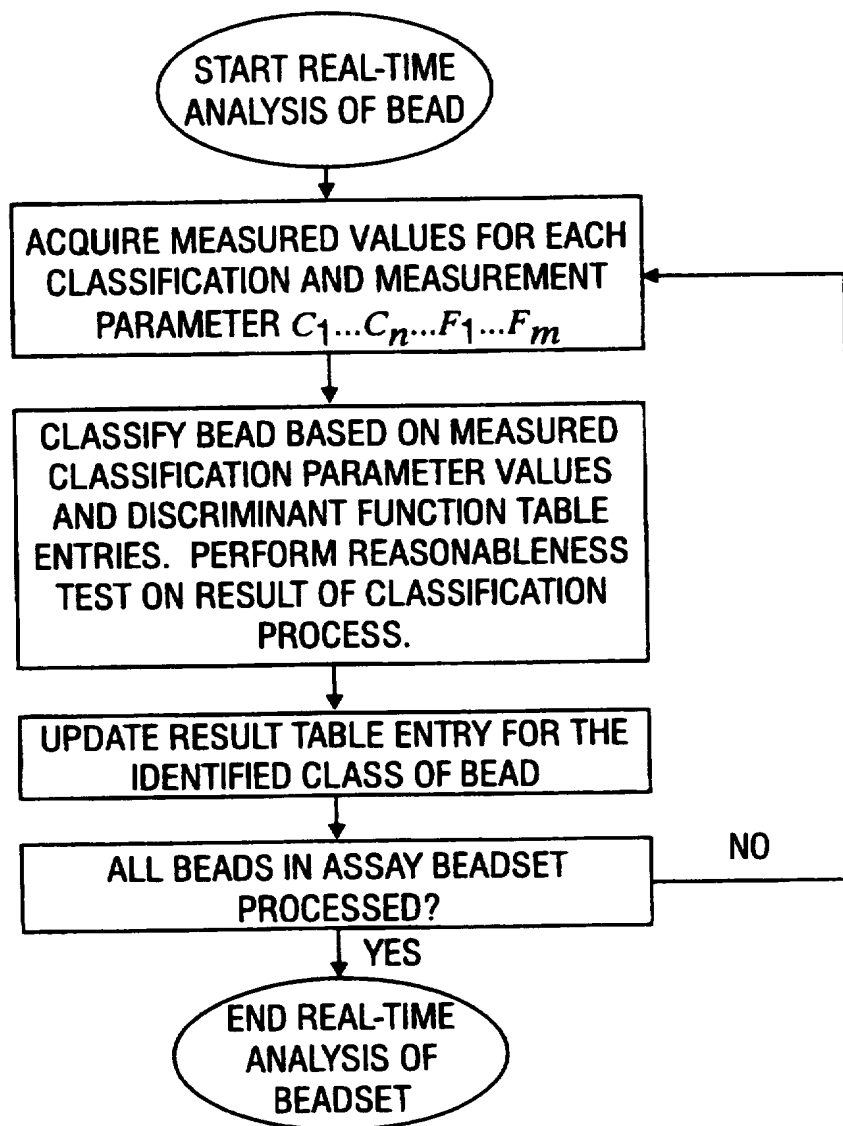 START REAL-TIME
ANALYSIS OF BEAD
ACQUIRE MEASURED VALUES FOR EACH
CLASSIFICATION AND MEASUREMENT
PARAMETER C1...Cn...F1...Fm
CLASSIFY BEAD BASED ON MEASURED
CLASSIFICATION PARAMETER VALUES
AND DISCRIMINANT FUNCTION TABLE
ENTRIES. PERFORM REASONABLENESS
TEST ON RESULT OF CLASSIFICATION
PROCESS.
UPDATE RESULT TABLE ENTRY FOR THE
IDENTIFIED CLASS OF BEAD
ALL BEADS IN ASSAY BEADSET
PROCESSED?
NO
YES
END REAL-TIME
ANALYSIS OF
BEADSET